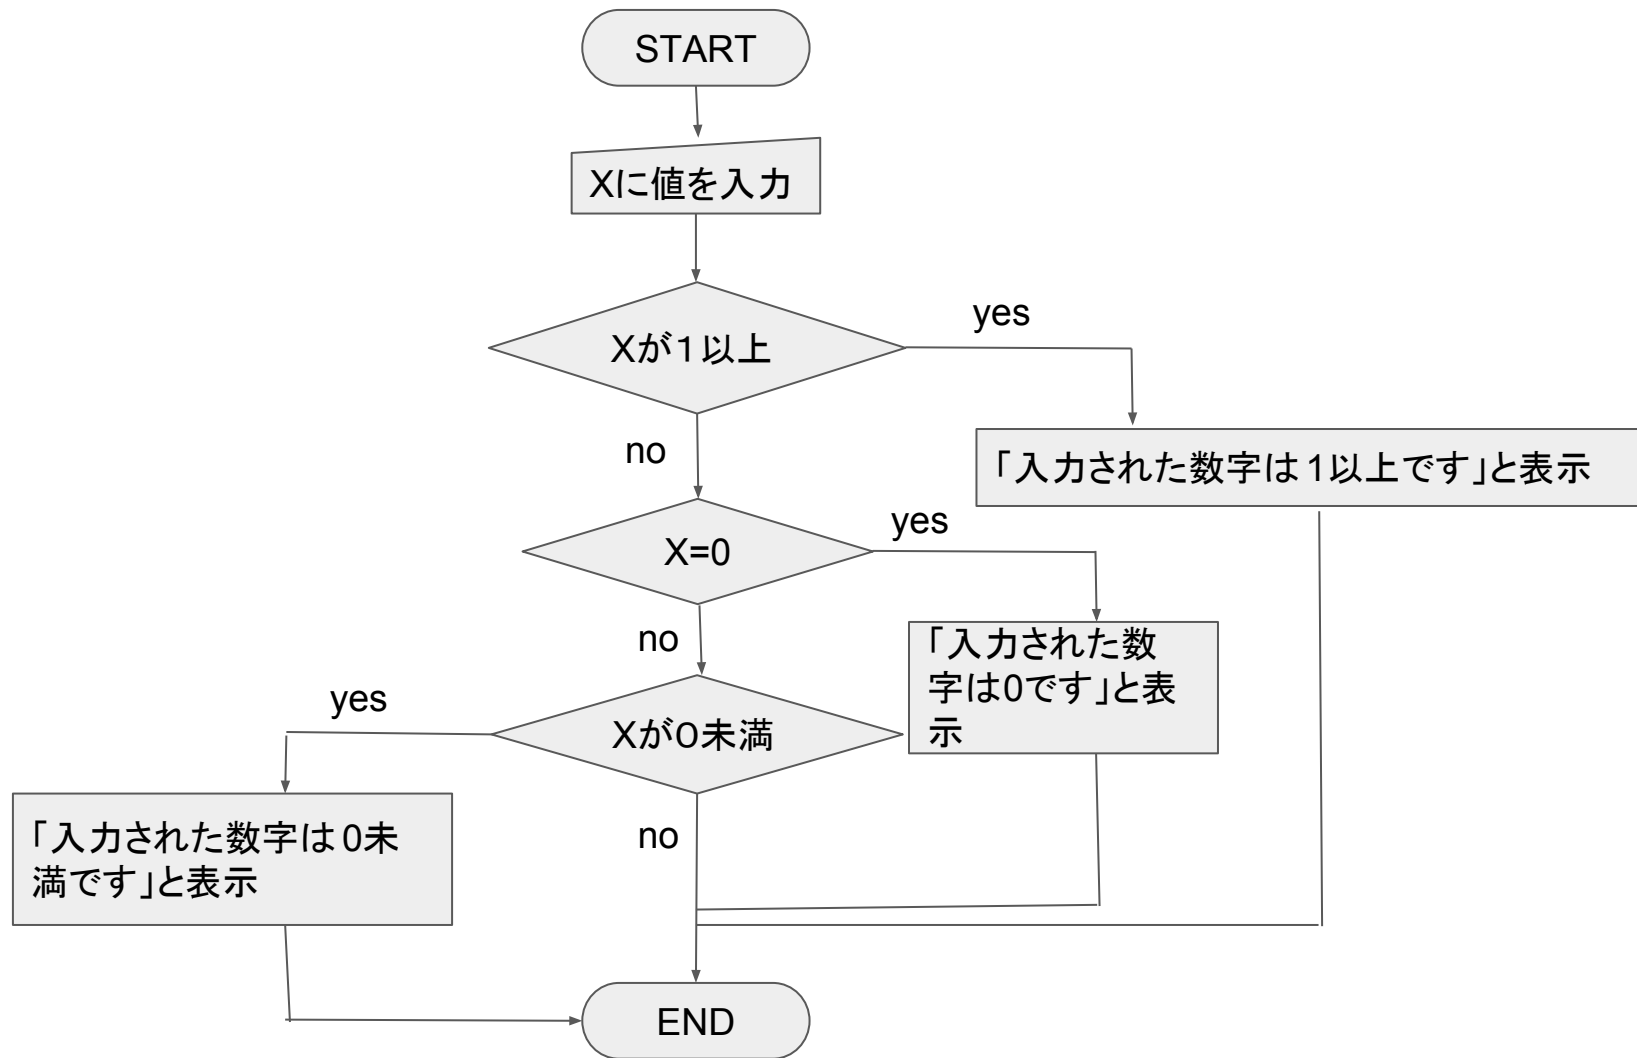 START
Xに値を入力
Xが１以上
yes
no
「入力された数字は1以上です」と表示
X=0
yes
no
「入力された数
字は0です」と表
示
Xが０未満
yes
no
「入力された数字は0未
満です」と表示
END